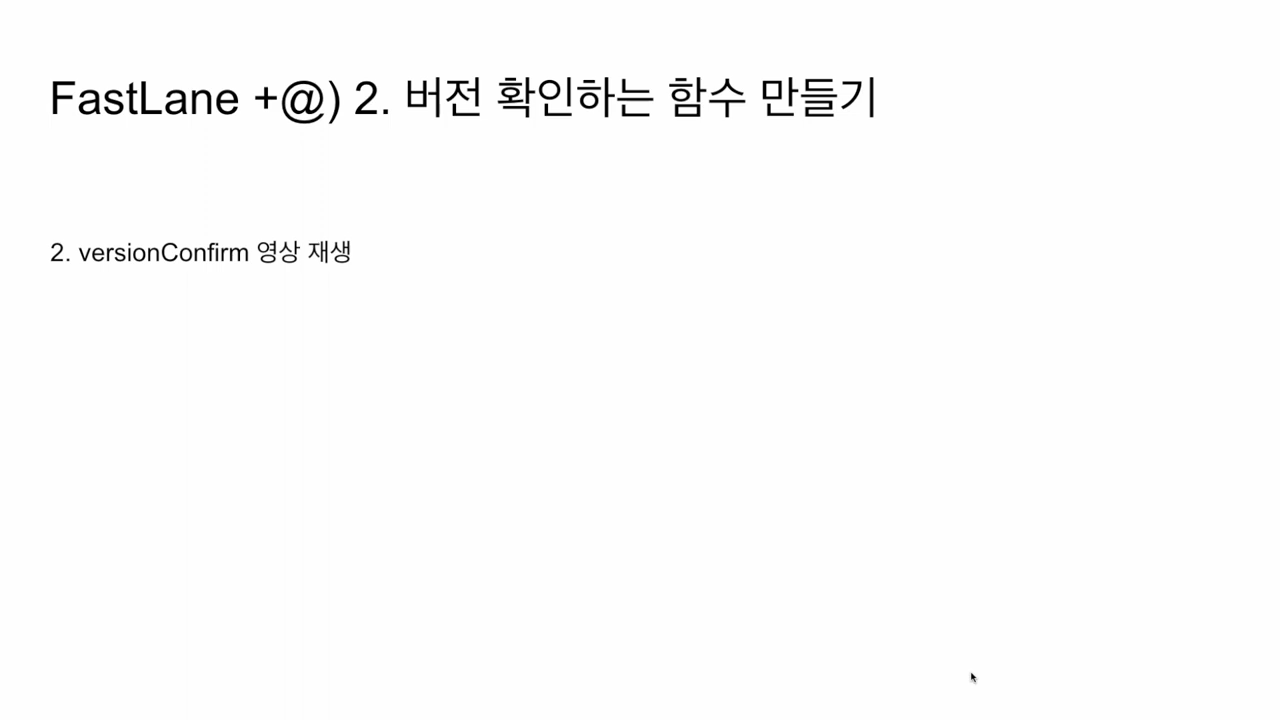 FastLane +@) 2. 버전 확인하는 함수 만들기
2. versionConfirm 영상 재생